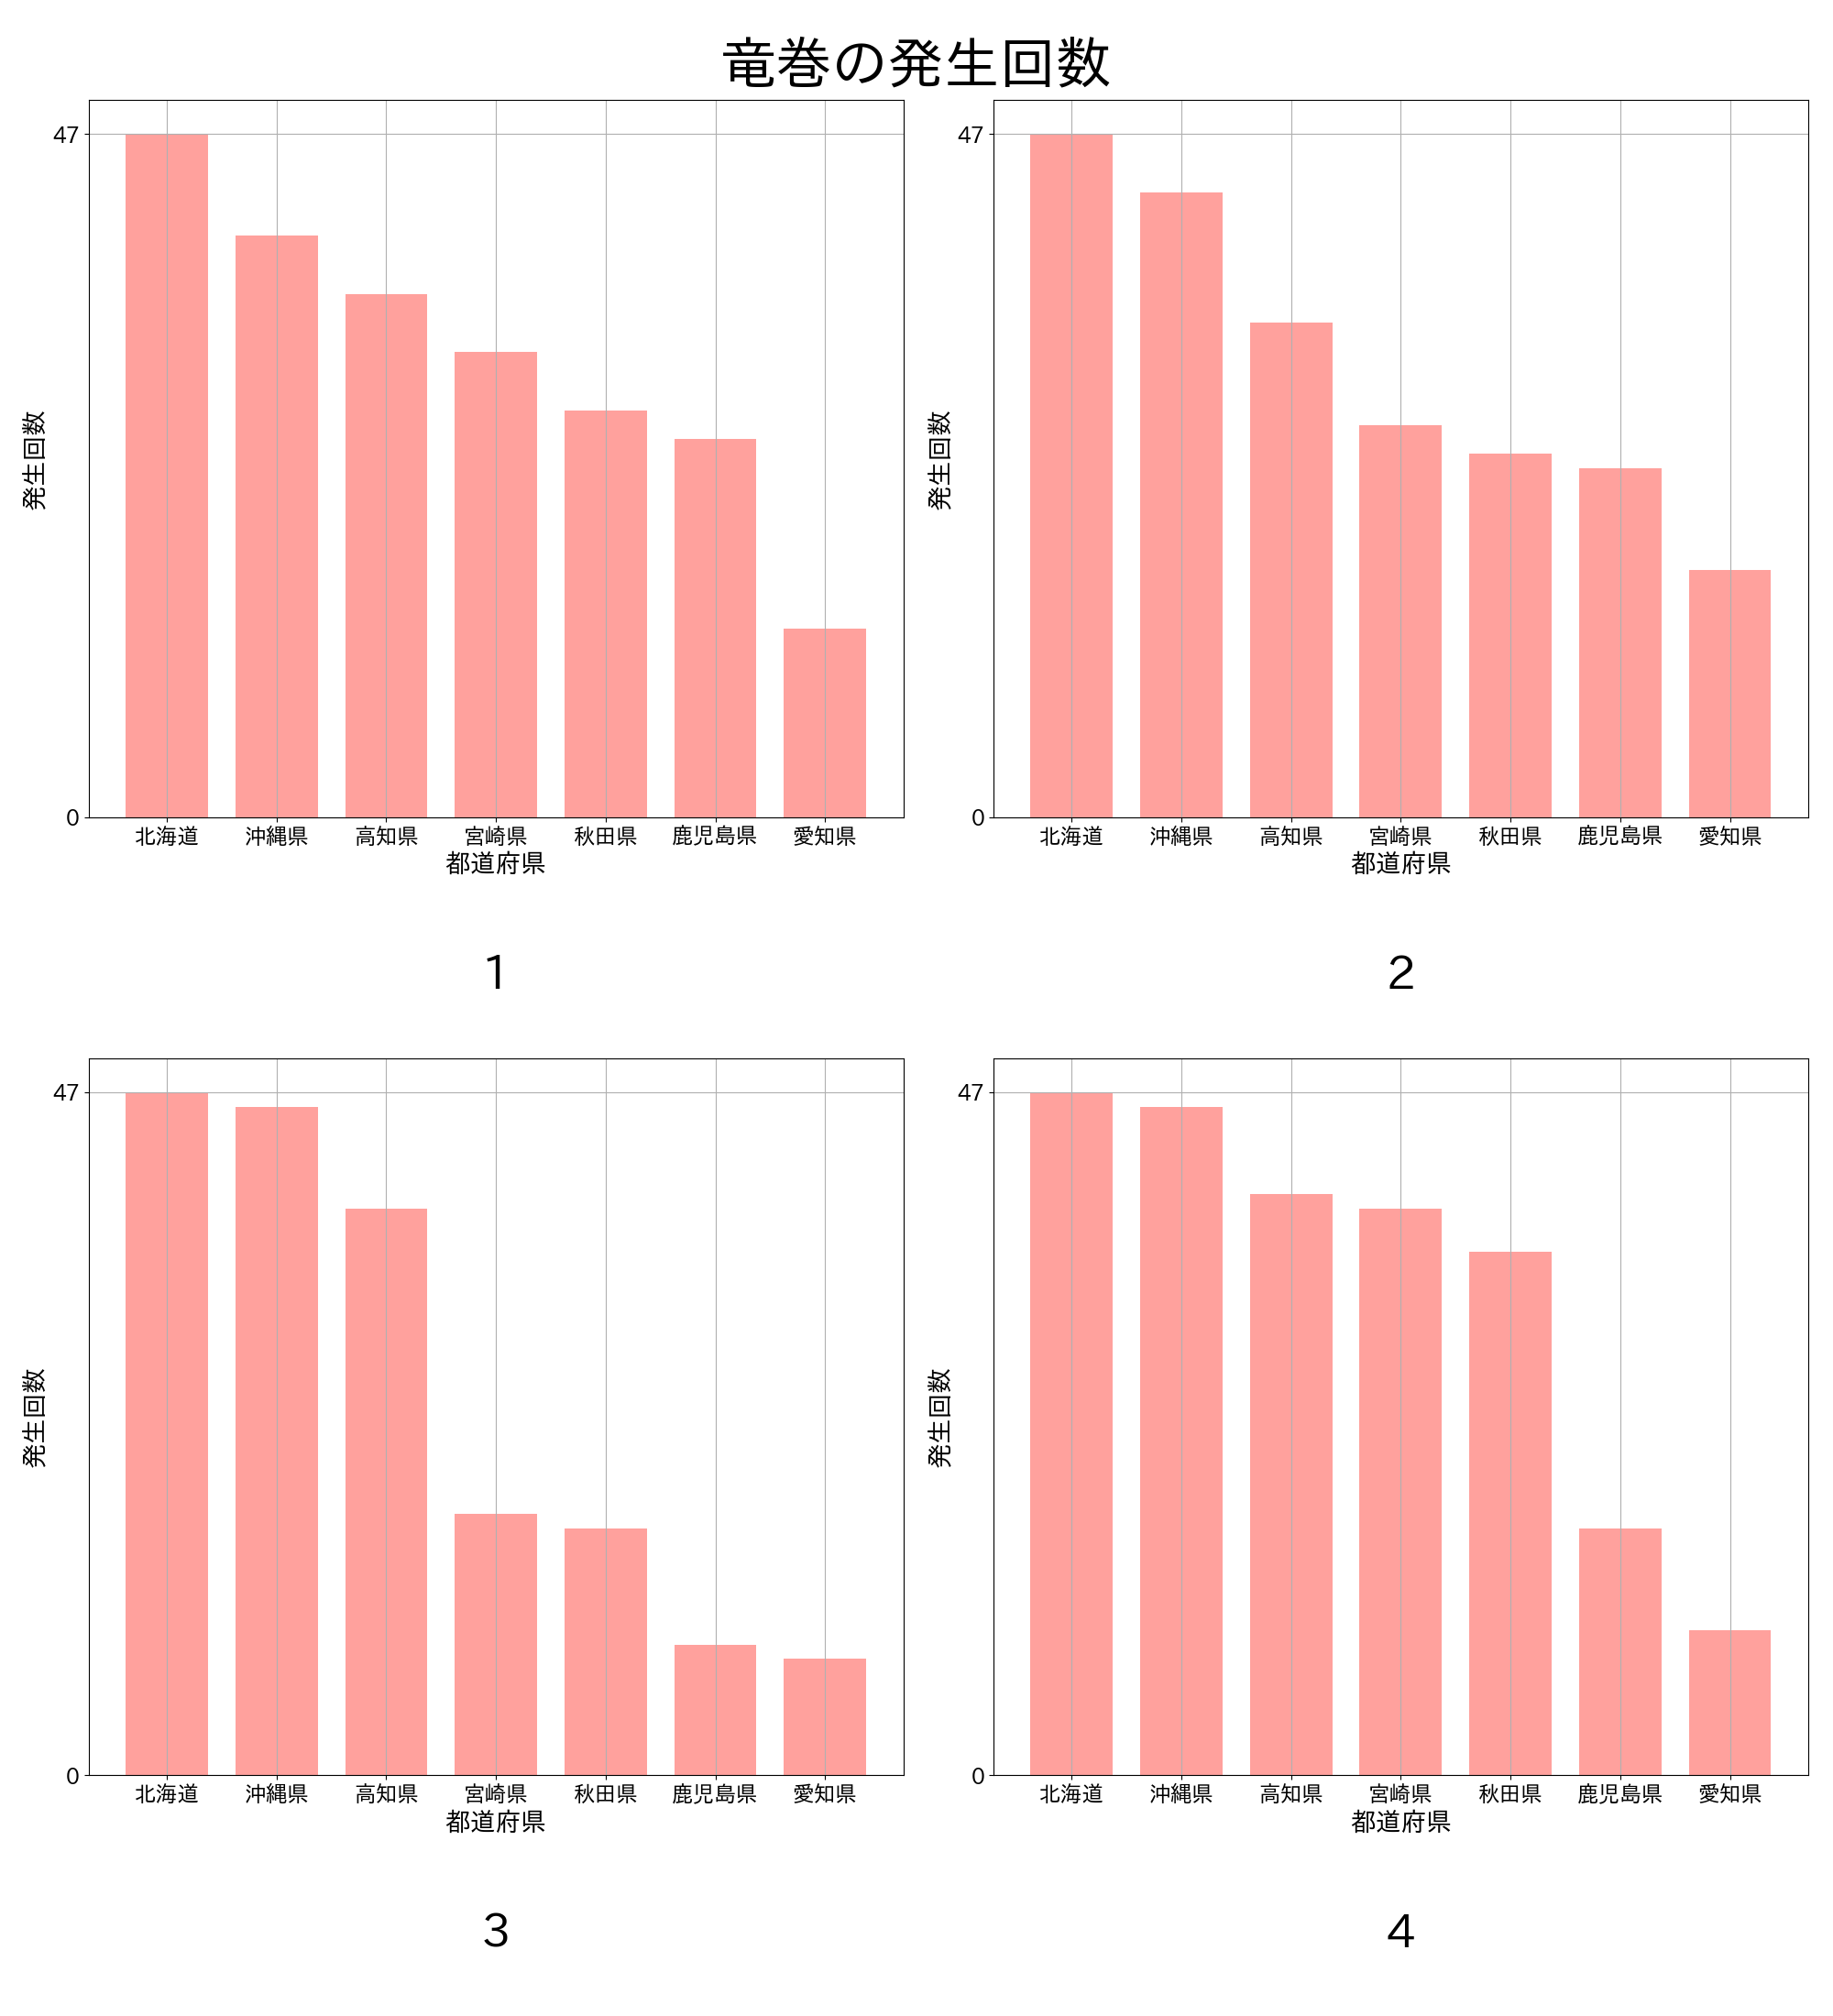 竜巻の発生回数
47
0
発生回数
北海道 沖縄県 高知県 宮崎県 秋田県 鹿児島県 愛知県
都道府県
1
47
0
発生回数
北海道 沖縄県 高知県 宮崎県 秋田県 鹿児島県 愛知県
都道府県
2
47
0
発生回数
北海道 沖縄県 高知県 宮崎県 秋田県 鹿児島県 愛知県
都道府県
3
47
0
発生回数
北海道 沖縄県 高知県 宮崎県 秋田県 鹿児島県 愛知県
都道府県
4